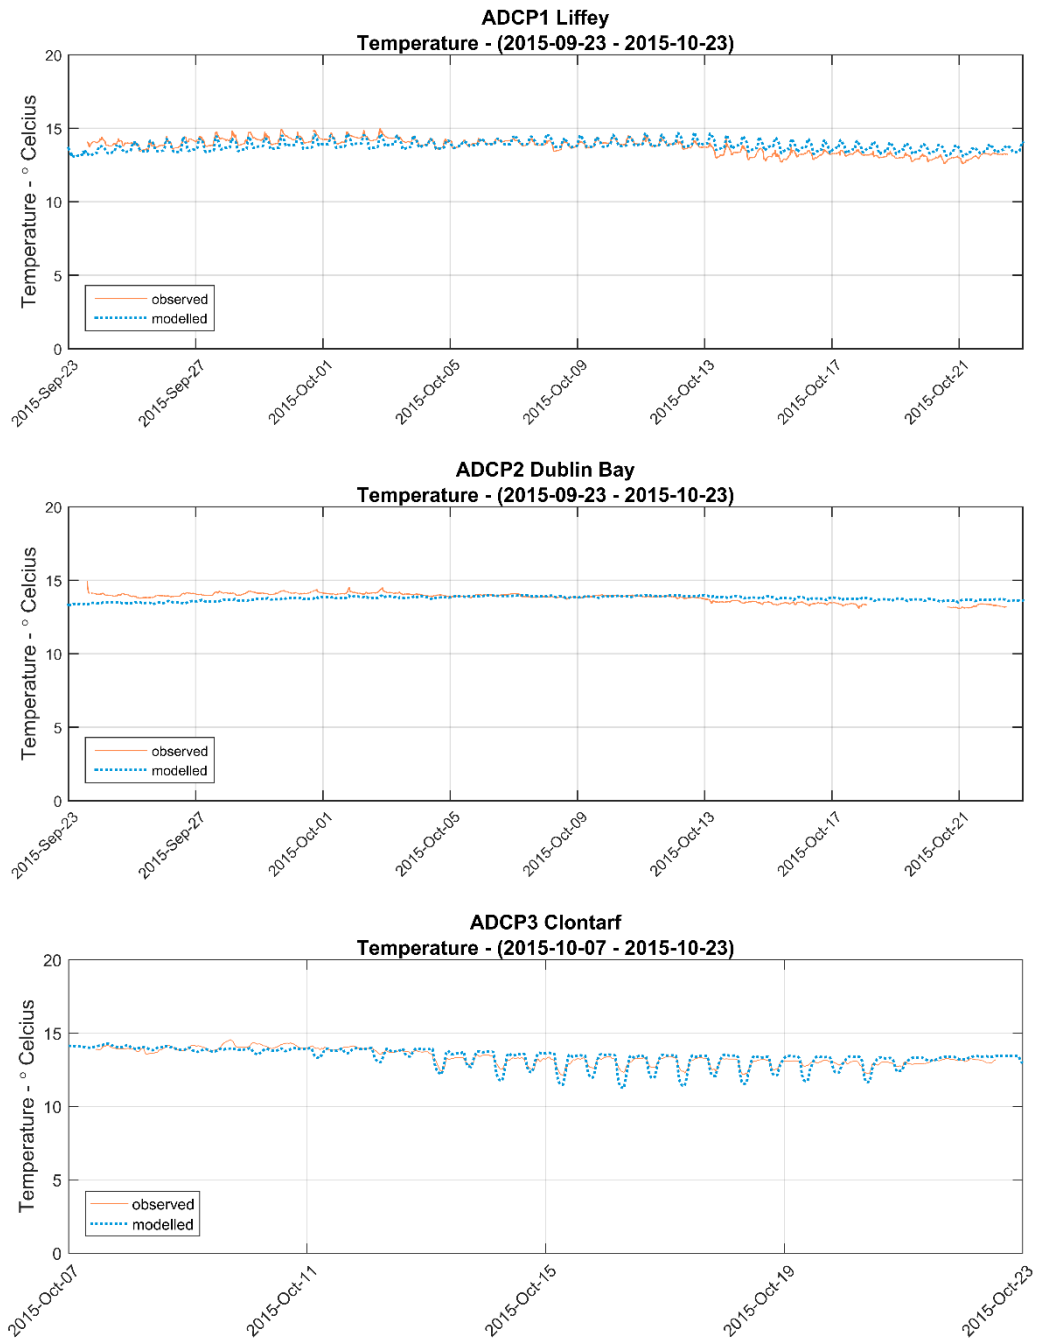 ADCP1 Liffey
Temperature - (2015-09-23 - 2015-10-23)
20
15
10
5
0
Temperature - ° Celcius
observed
modelled
2015-Sep-23
2015-Sep-27
2015-Oct-01
2015-Oct-05
2015-Oct-09
2015-Oct-13
2015-Oct-17
2015-Oct-21
ADCP2 Dublin Bay
Temperature - (2015-09-23 - 2015-10-23)
20
15
10
5
0
Temperature - ° Celcius
observed
modelled
2015-Sep-23
2015-Sep-27
2015-Oct-01
2015-Oct-05
2015-Oct-09
2015-Oct-13
2015-Oct-17
2015-Oct-21
ADCP3 Clontarf
Temperature - (2015-10-07 - 2015-10-23)
20
15
10
5
0
Temperature - ° Celcius
observed
modelled
2015-Oct-07
2015-Oct-11
2015-Oct-15
2015-Oct-19
2015-Oct-23